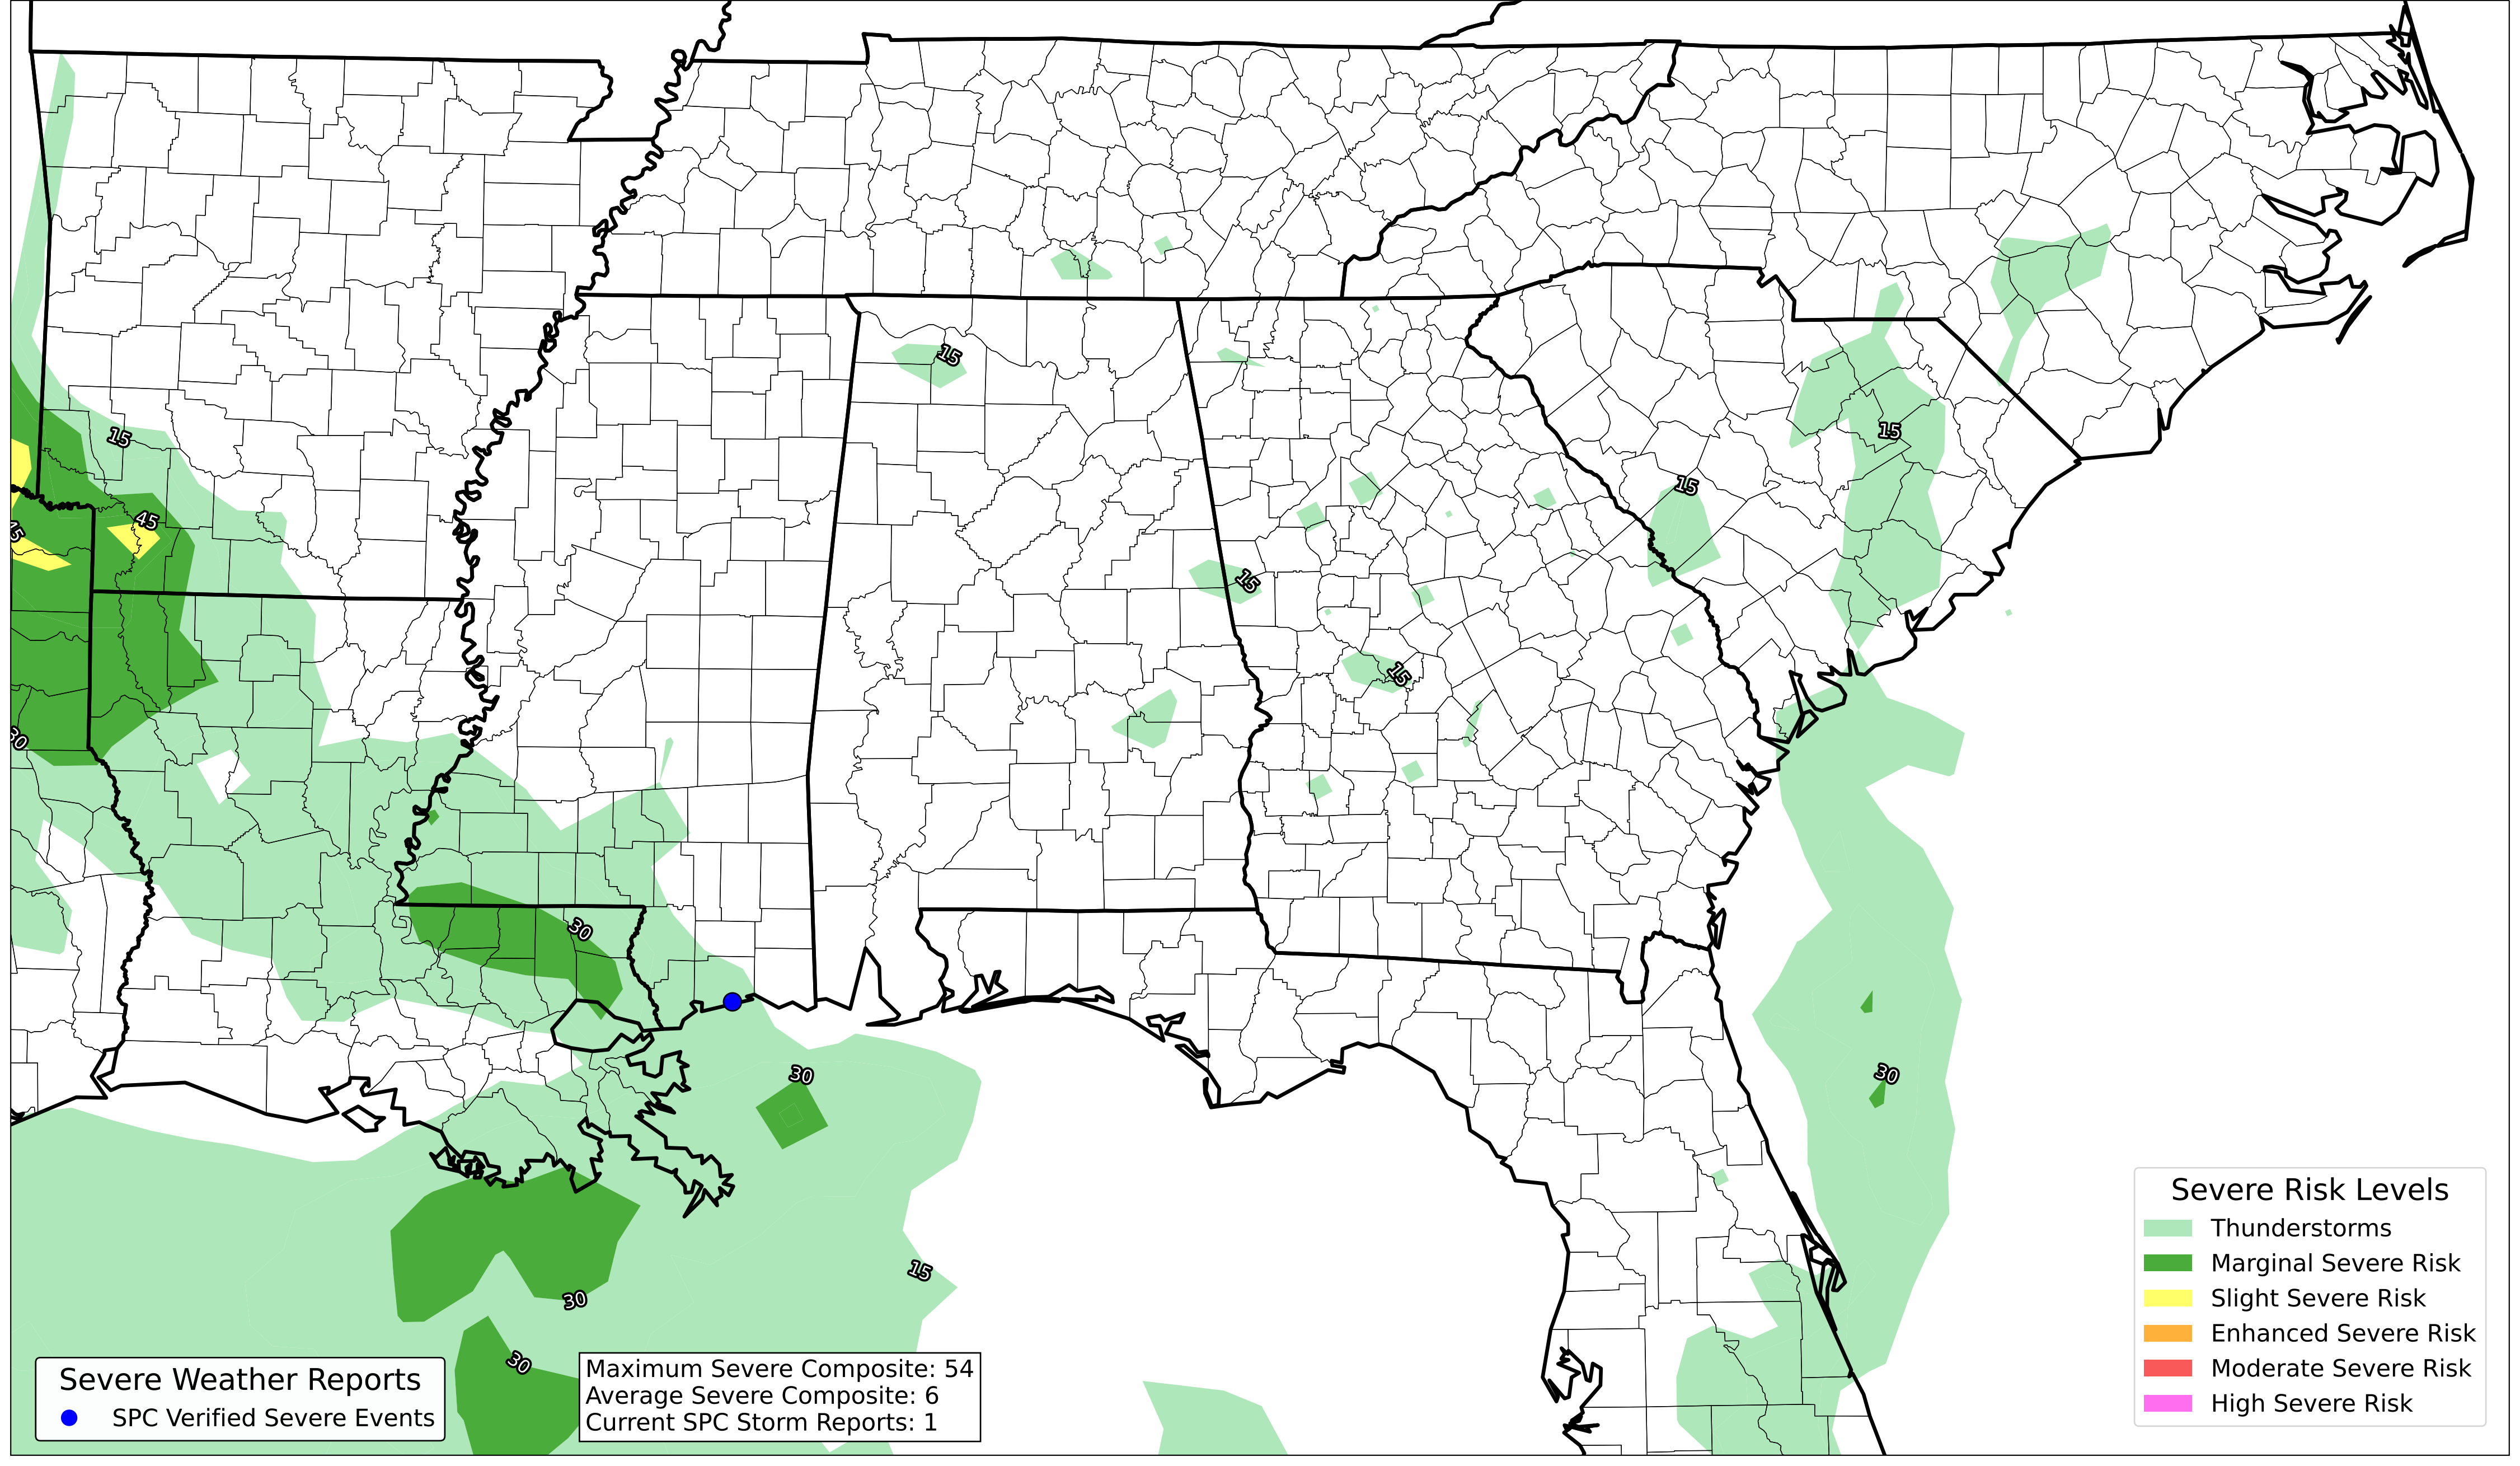 15
15
15
15
45
45
15
15
30
30
30
30
15
30
30
Severe Risk Levels
Thunderstorms
Marginal Severe Risk
Slight Severe Risk
Enhanced Severe Risk
Moderate Severe Risk
High Severe Risk
Severe Weather Reports
SPC Verified Severe Events
Maximum Severe Composite: 54
Average Severe Composite: 6
Current SPC Storm Reports: 1